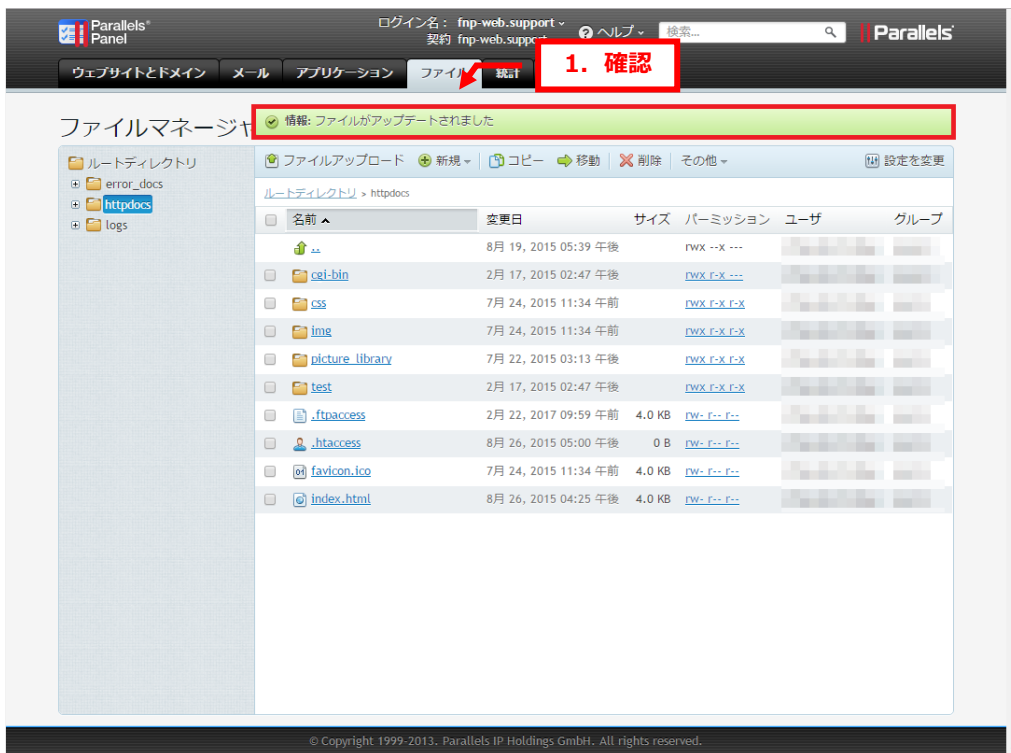 Parallels®
Panel
ログイン名： fnp-web.support
契約 fnp-web.support
ヘルプ
検索...
Parallels
ウェブサイトとドメイン メール アプリケーション ファイル 統計
1. 確認
ファイルマネージャ
情報: ファイルがアップデートされました
ルートディレクトリ
error_docs
httpdocs
logs
ファイルアップロード 新規 コピー 移動 削除 その他 設定を変更
ルートディレクトリ > httpdocs
名前 変更日 サイズ パーミッション ユーザ グループ
.. 8月 19, 2015 05:39 午後 rwx --x ---
cgi-bin 2月 17, 2015 02:47 午後 rwx r-x ---
css 7月 24, 2015 11:34 午前 rwx r-x r-x
img 7月 24, 2015 11:34 午前 rwx r-x r-x
picture_library 7月 22, 2015 03:13 午後 rwx r-x r-x
test 2月 17, 2015 02:47 午後 rwx r-x r-x
.ftpaccess 2月 22, 2017 09:59 午前 4.0 KB rw- r-- r--
.htaccess 8月 26, 2015 05:00 午後 0 B rw- r-- r--
favicon.ico 7月 24, 2015 11:34 午前 4.0 KB rw- r-- r--
index.html 8月 26, 2015 04:25 午後 4.0 KB rw- r-- r--
© Copyright 1999-2013. Parallels IP Holdings GmbH. All rights reserved.